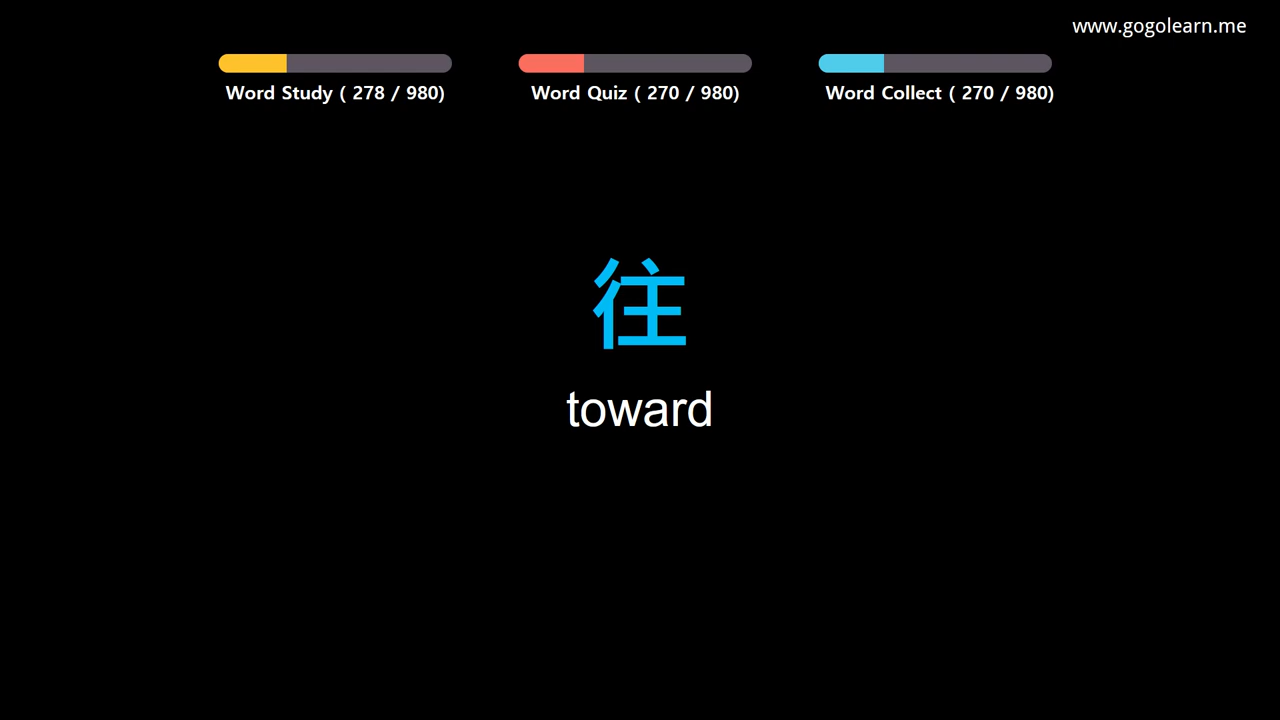 www.gogolearn.me
Word Study ( 278 / 980)
Word Quiz ( 270 / 980)
Word Collect ( 270 / 980)
往
toward